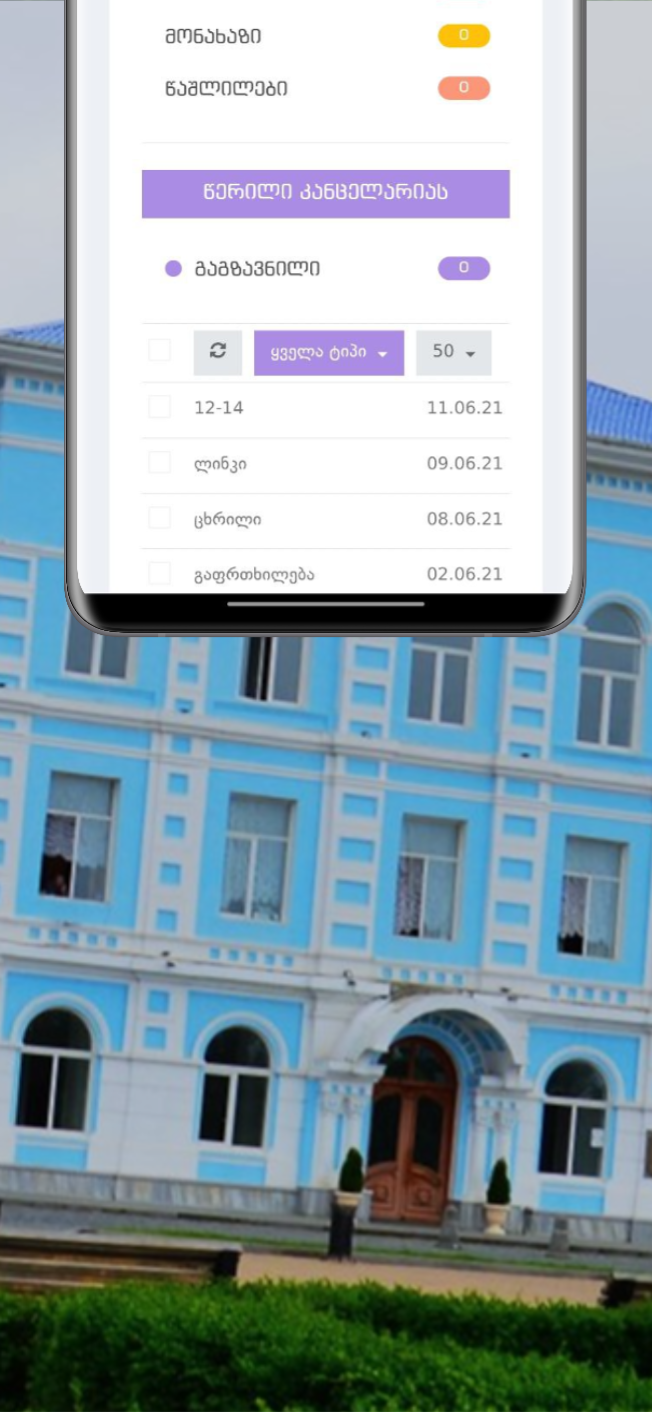 მონახაზი 0
წაშლილები 0
წერილი კანცელარიას
გაგზავნილი 0
ყველა ტიპი 50
12-14 11.06.21
ლინკი 09.06.21
ცხრილი 08.06.21
გაფრთხილება 02.06.21